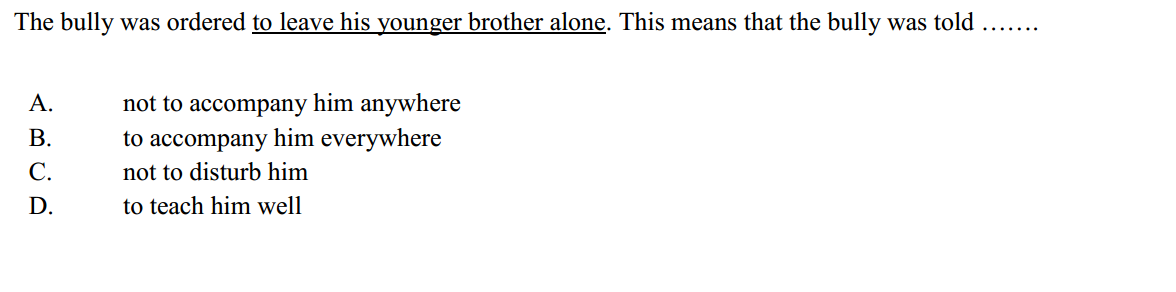 The bully was ordered to leave his younger brother alone. This means that the bully was told …….
A. not to accompany him anywhere
B. to accompany him everywhere
C. not to disturb him
D. to teach him well